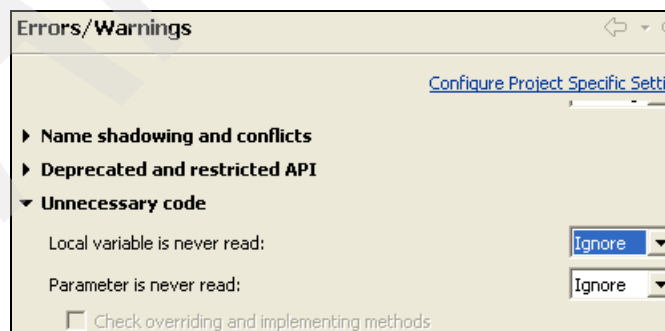 Errors/Warnings
Configure Project Specific Setti
Name shadowing and conflicts
Deprecated and restricted API
Unnecessary code
Local variable is never read: Ignore
Parameter is never read: Ignore
Check overriding and implementing methods